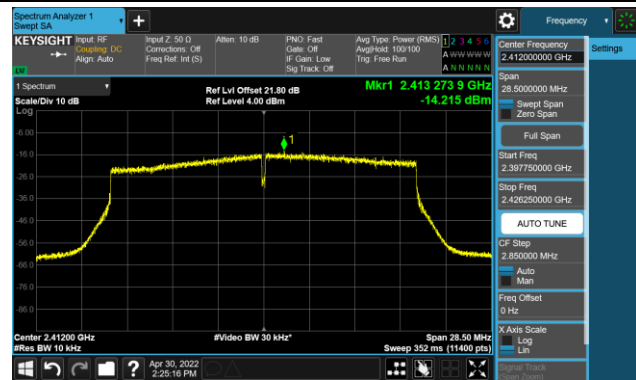 Spectrum Analyzer 1
Swept SA
+
Frequency
KEYSIGHT
Input: RF
Coupling: DC
Align: Auto
Input Z: 50 Ω
Corrections: Off
Freq Ref: Int (S)
Atten: 10 dB
PNO: Fast
Gate: Off
IF Gain: Low
Sig Track: Off
Avg Type: Power (RMS)
Avg|Hold: 100/100
Trig: Free Run
1 2 3 4 5 6
A W W W W W
A N N N N N
1 Spectrum
Scale/Div 10 dB
Ref Lvl Offset 21.80 dB
Ref Level 4.00 dBm
Mkr1 2.413 273 9 GHz
-14.215 dBm
Log
1
-6.00
-16.0
-26.0
-36.0
-46.0
-56.0
-66.0
-76.0
-86.0
Center 2.41200 GHz
#Res BW 10 kHz
#Video BW 30 kHz*
Span 28.50 MHz
Sweep 352 ms (11400 pts)
Center Frequency
2.412000000 GHz
Settings
Span
28.5000000 MHz
Swept Span
Zero Span
Full Span
Start Freq
2.397750000 GHz
Stop Freq
2.426250000 GHz
AUTO TUNE
CF Step
2.850000 MHz
Auto
Man
Freq Offset
0 Hz
X Axis Scale
Log
Lin
Signal Track
(Span Zoom)
?
Apr 30, 2022
2:25:16 PM